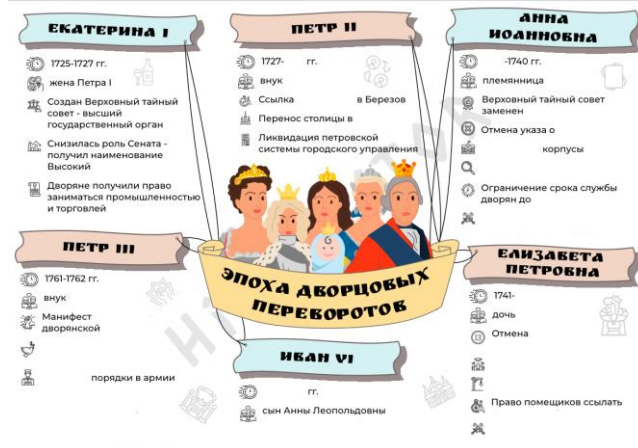 ЕКАТЕРИНА I
1725-1727 гг.
жена Петра I
Создан Верховный тайный
совет - высший
государственный орган
Снизилась роль Сената -
получил наименование
Высокий
Дворяне получили право
заниматься промышленностью
и торговлей
ПЕТР II
1727- гг.
внук
Ссылка в Березов
Перенос столицы в
Ликвидация петровской
системы городского управления
АННА
ИОАННОВНА
-1740 гг.
племянница
Верховный тайный совет
заменен
Отмена указа о
корпусы
Ограничение срока службы
дворян до
ПЕТР III
1761-1762 гг.
внук
Манифест
дворянской
порядки в армии
ЭПОХА ДВОРЦОВЫХ
ПЕРЕВОРОТОВ
ИВАН VI
гг.
сын Анны Леопольдовны
ЕЛИЗАВЕТА
ПЕТРОВНА
1741-
дочь
Отмена
Право помещиков ссылать